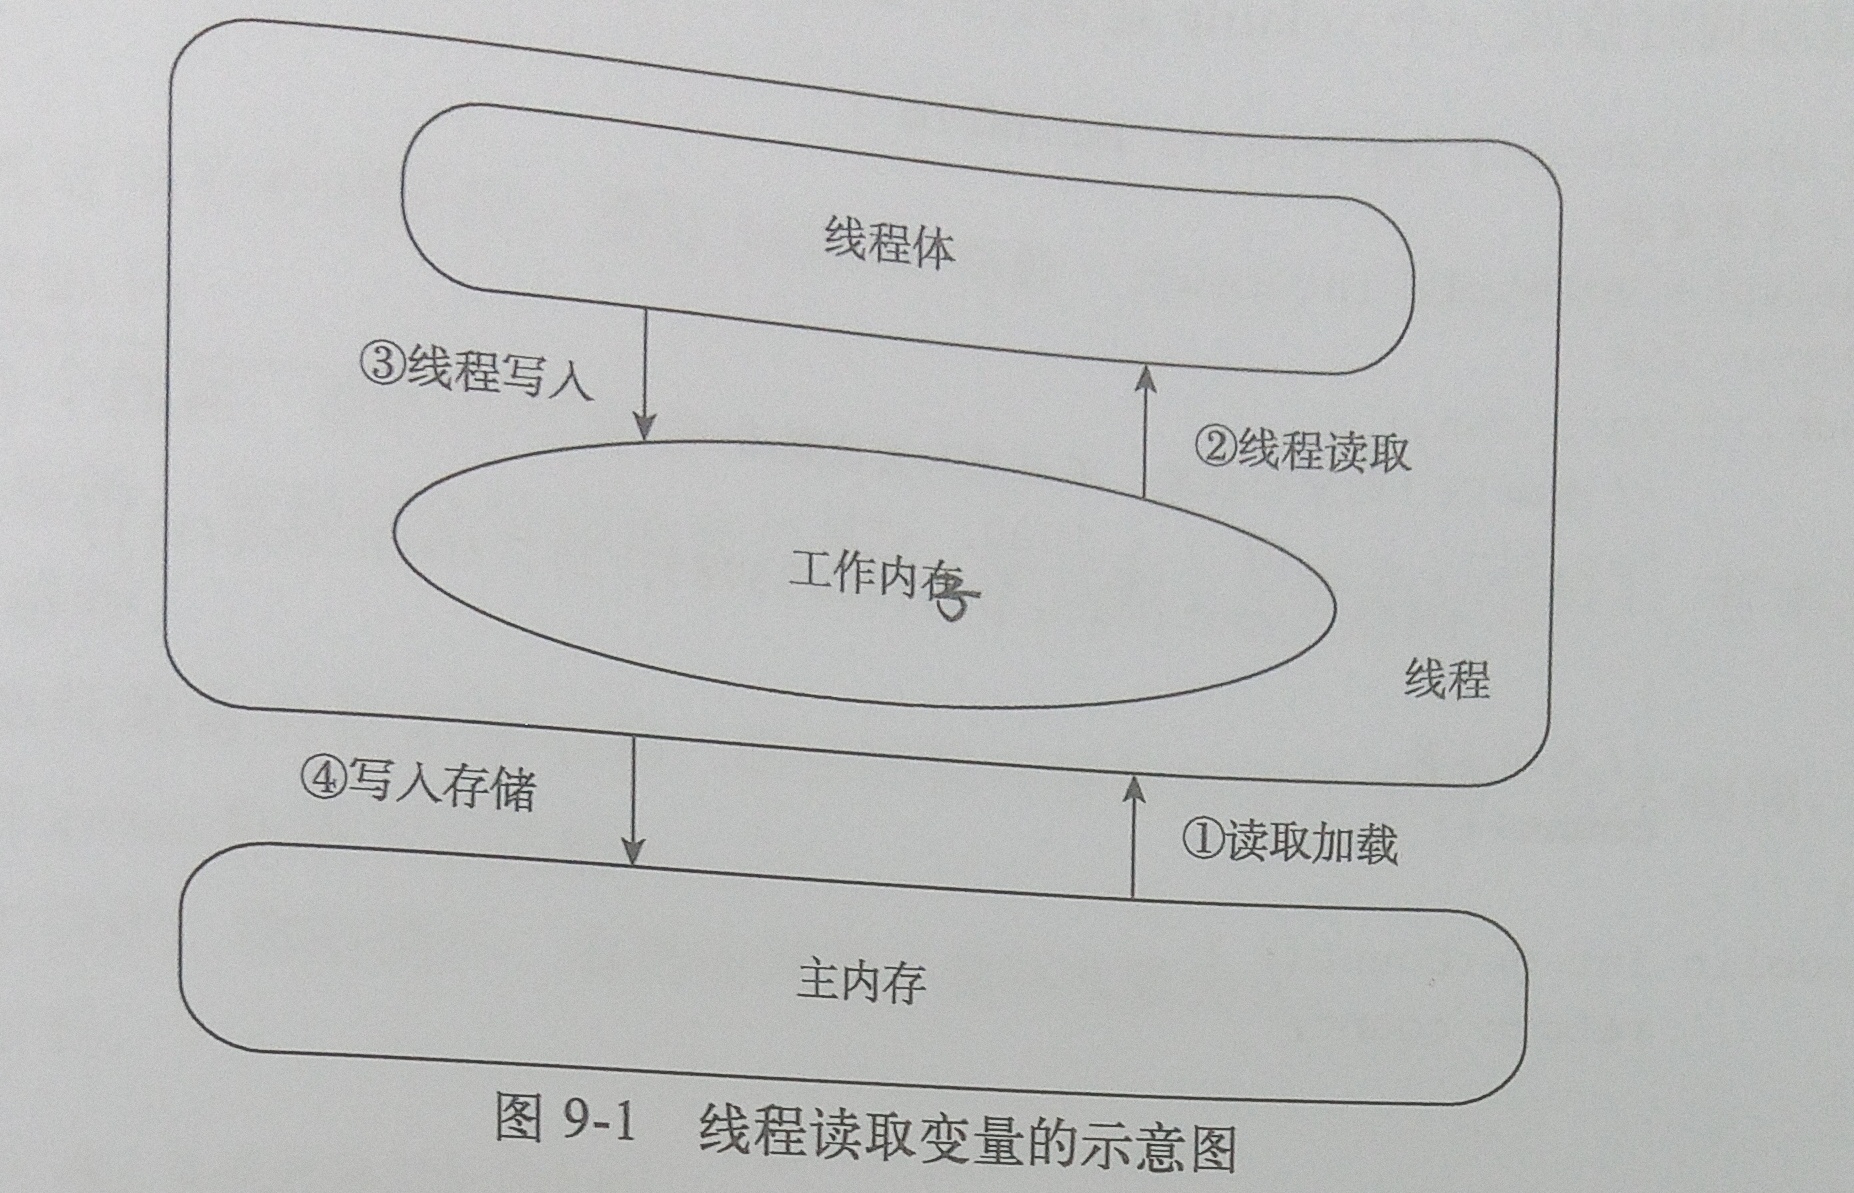 线程体
③线程写入
②线程读取
工作内存
线程
④写入存储
①读取加载
主内存
图 9-1 线程读取变量的示意图